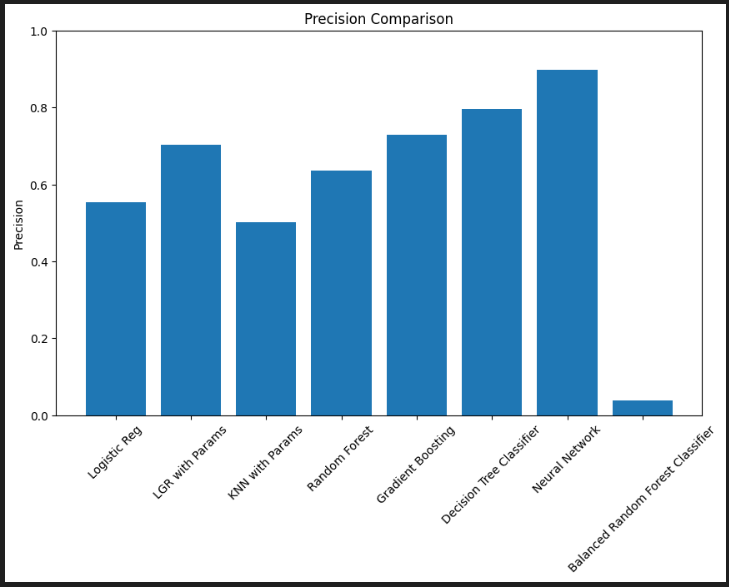 Precision Comparison
1.0
0.8
0.6
0.4
0.2
0.0
Precision
Logistic Reg
LGR with Params
KNN with Params
Random Forest
Gradient Boosting
Decision Tree Classifier
Neural Network
Balanced Random Forest Classifier